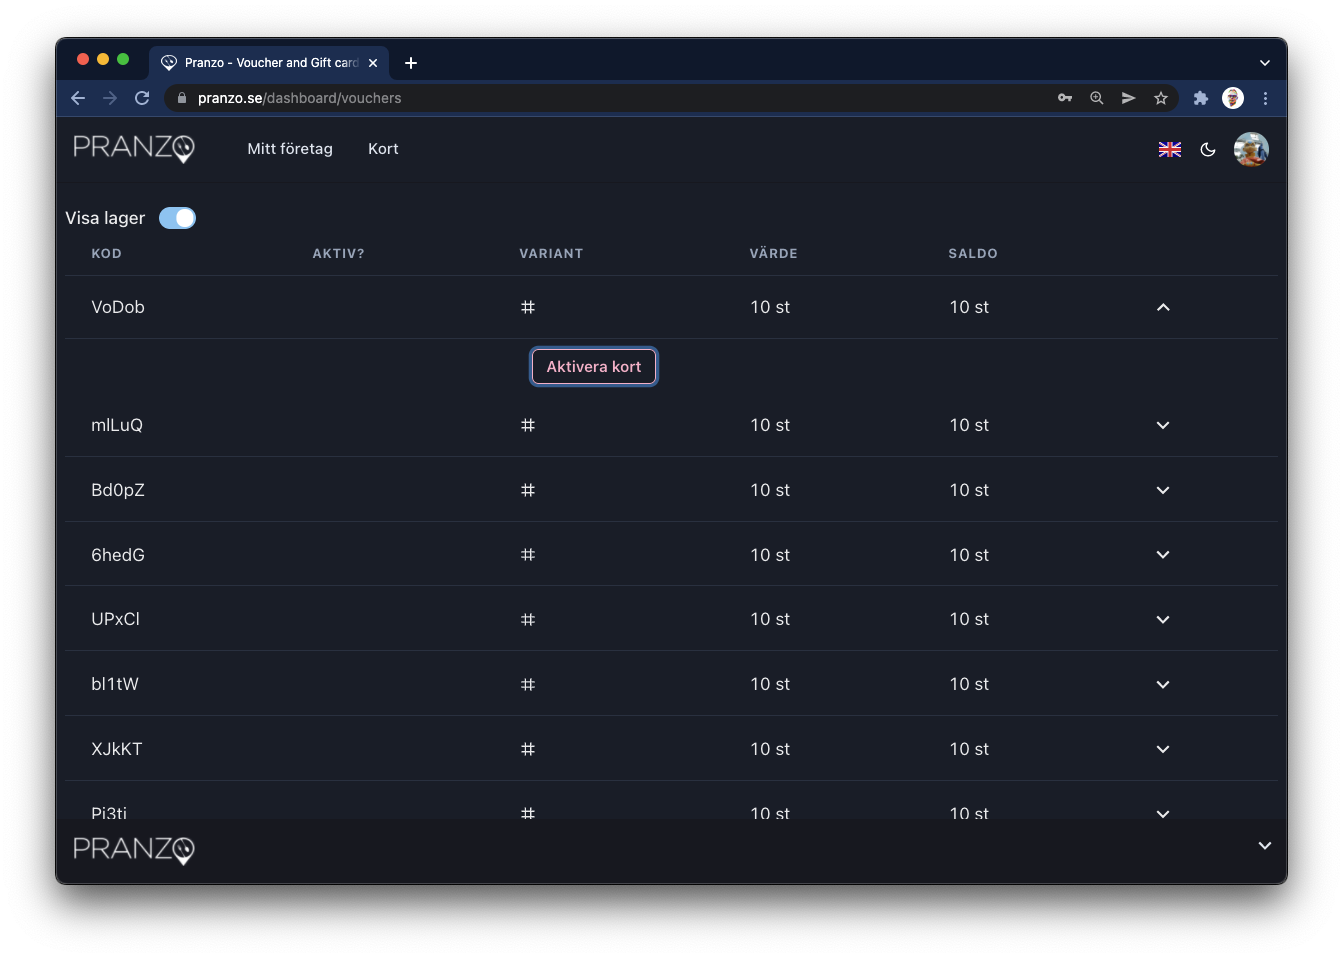 Pranzo - Voucher and Gift card
pranzo.se/dashboard/vouchers
PRANZO Mitt företag Kort
Visa lager
KOD AKTIV? VARIANT VÄRDE SALDO
VoDob # 10 st 10 st
Aktivera kort
mlLuQ # 10 st 10 st
Bd0pZ # 10 st 10 st
6hedG # 10 st 10 st
UPxCl # 10 st 10 st
bl1tW # 10 st 10 st
XJkKT # 10 st 10 st
Pi3ti # 10 st 10 st
PRANZO